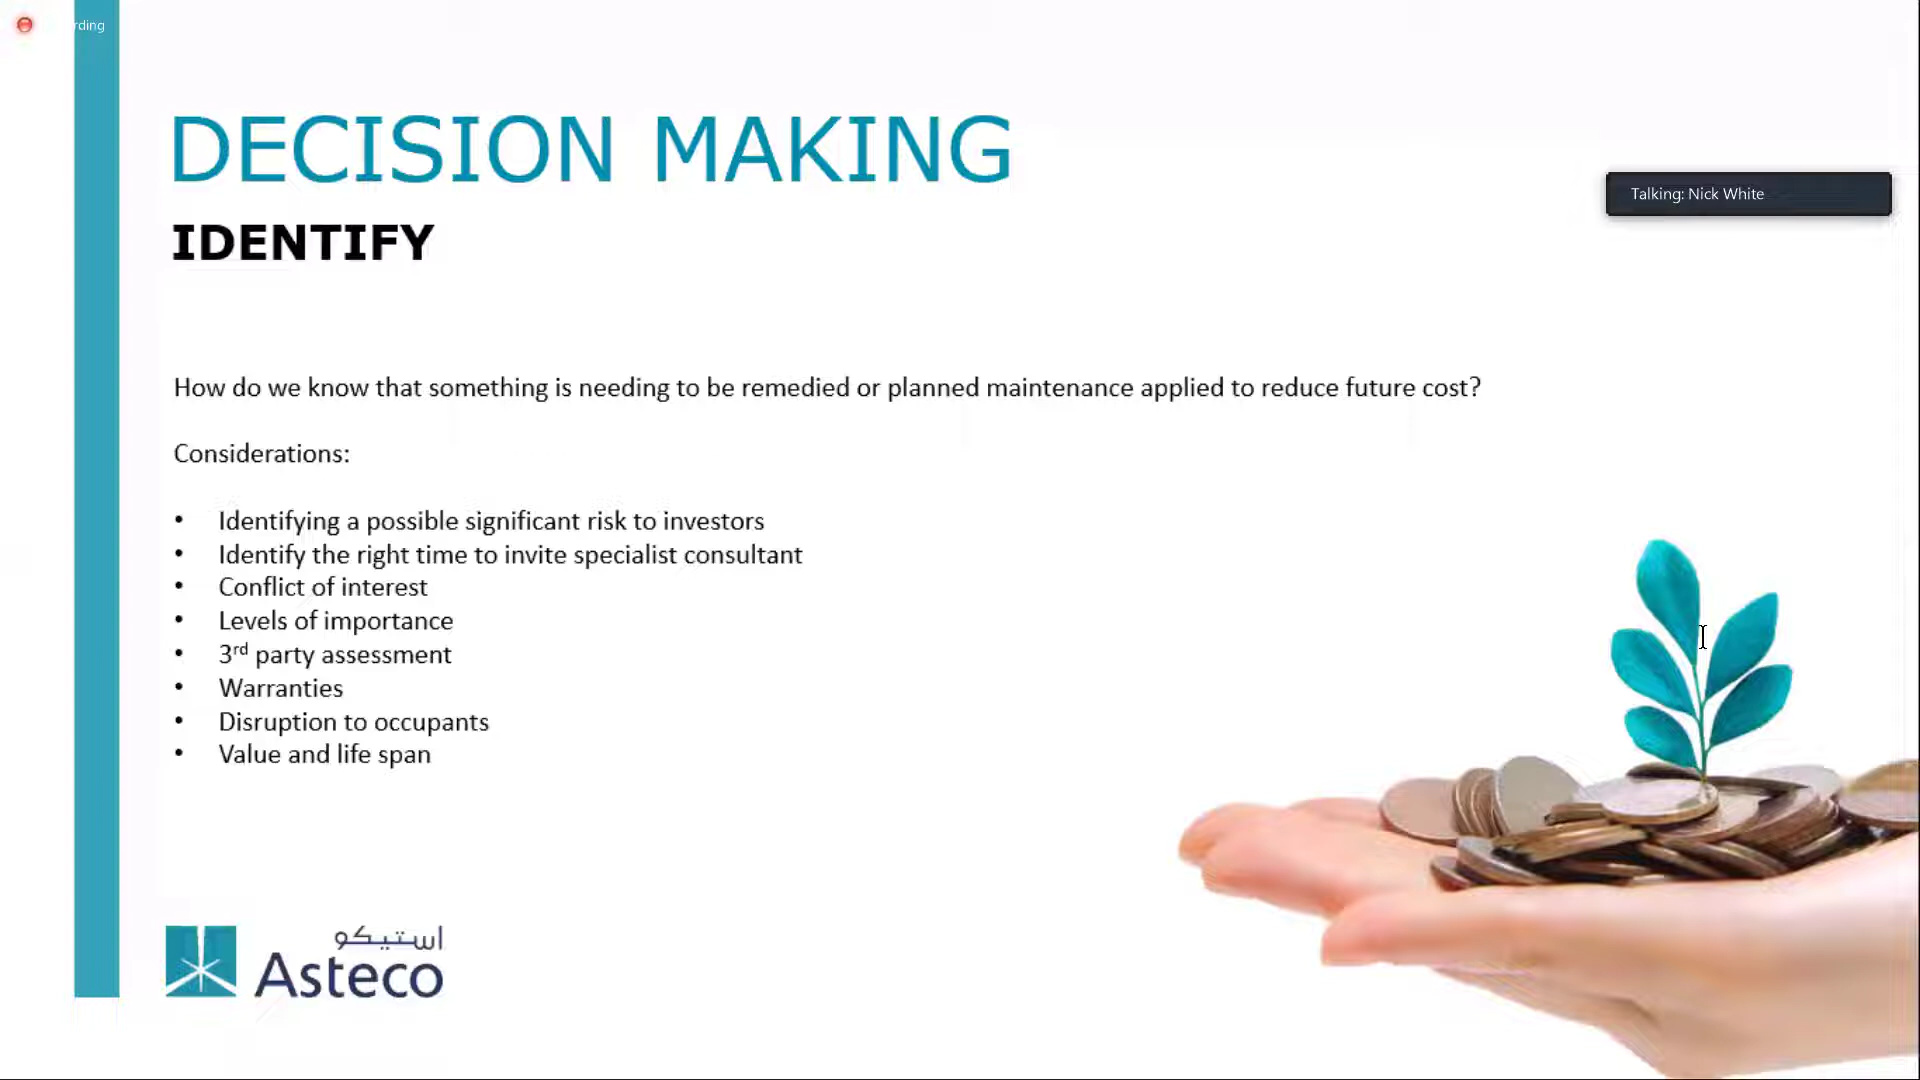 rding
DECISION MAKING
Talking: Nick White
IDENTIFY
How do we know that something is needing to be remedied or planned maintenance applied to reduce future cost?
Considerations:
• Identifying a possible significant risk to investors
• Identify the right time to invite specialist consultant
• Conflict of interest
• Levels of importance
• 3rd party assessment
• Warranties
• Disruption to occupants
• Value and life span
استيكو
Asteco